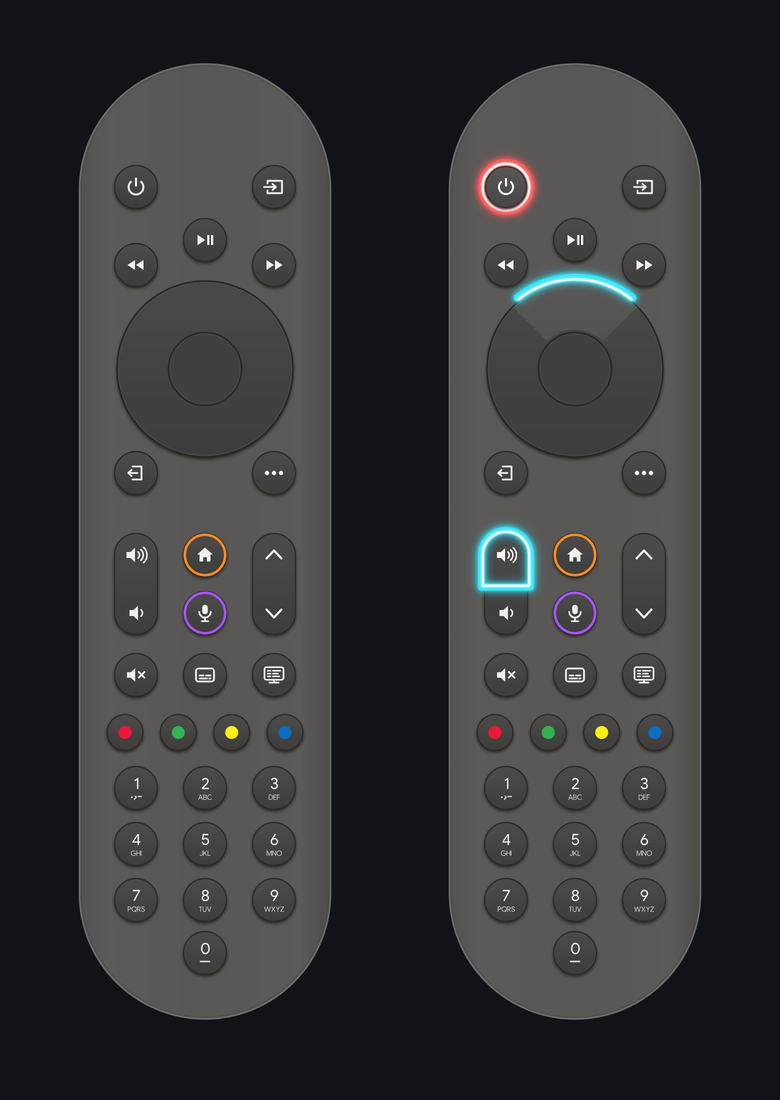 1 2 3 1 2 3
.,- ABC DEF .,- ABC DEF
4 5 6 4 5 6
GHI JKL MNO GHI JKL MNO
7 8 9 7 8 9
PQRS TUV WXYZ PQRS TUV WXYZ
0 0